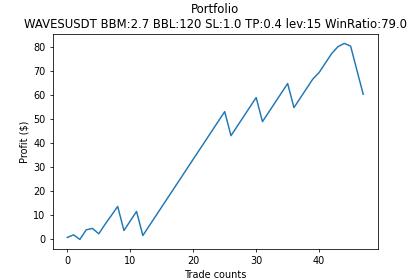 Portfolio
WAVESUSDT BBM:2.7 BBL:120 SL:1.0 TP:0.4 lev:15 WinRatio:79.0
80
70
60
50
40
30
20
10
0
Profit ($)
0 10 20 30 40
Trade counts